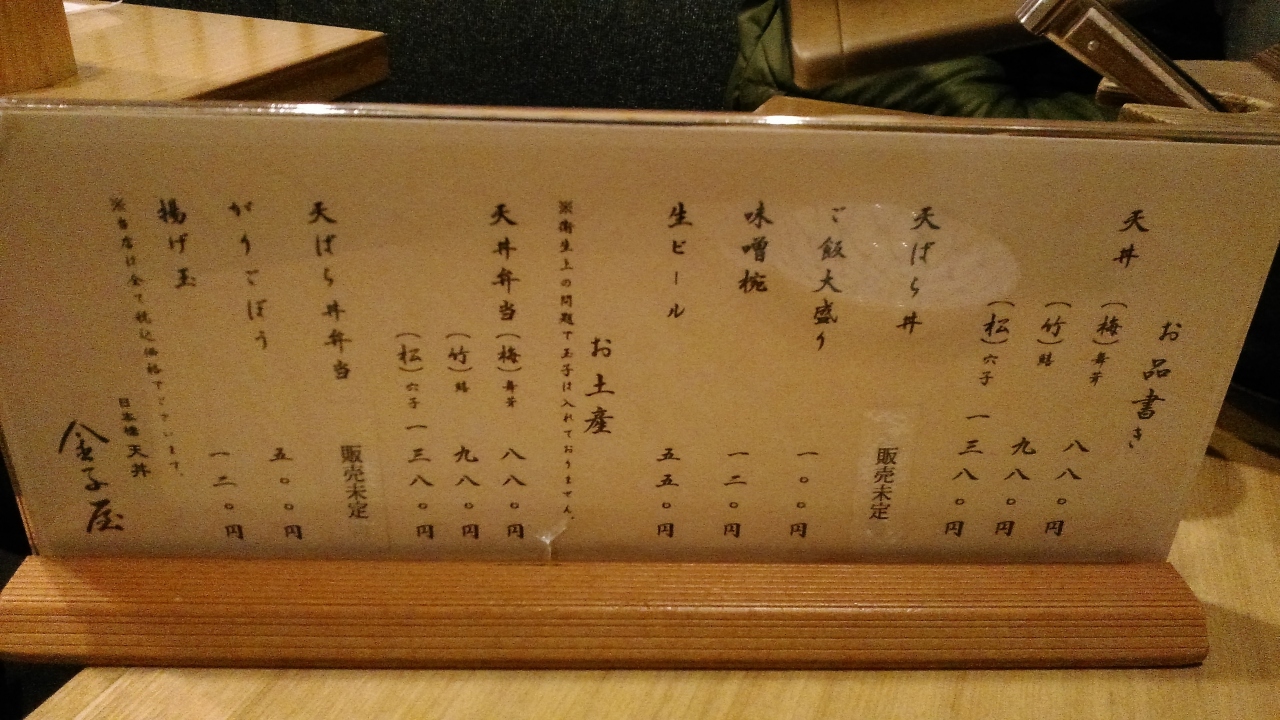 お品書き
天丼
(梅)舞茸 八八〇円
(竹)鱚 九八〇円
(松)穴子 一三八〇円
天ばら丼 販売未定
ご飯大盛り 一〇〇円
味噌椀 一二〇円
生ビール 五五〇円
お土産
※衛生上の問題で玉子は入れておりません。
天丼弁当(梅)舞茸 八八〇円
(竹)鱚 九八〇円
(松)穴子 一三八〇円
天ばら丼弁当 販売未定
がりごぼう 五〇〇円
揚げ玉 一二〇円
※当店は全て税込価格でございます。
日本橋 天丼
金子屋